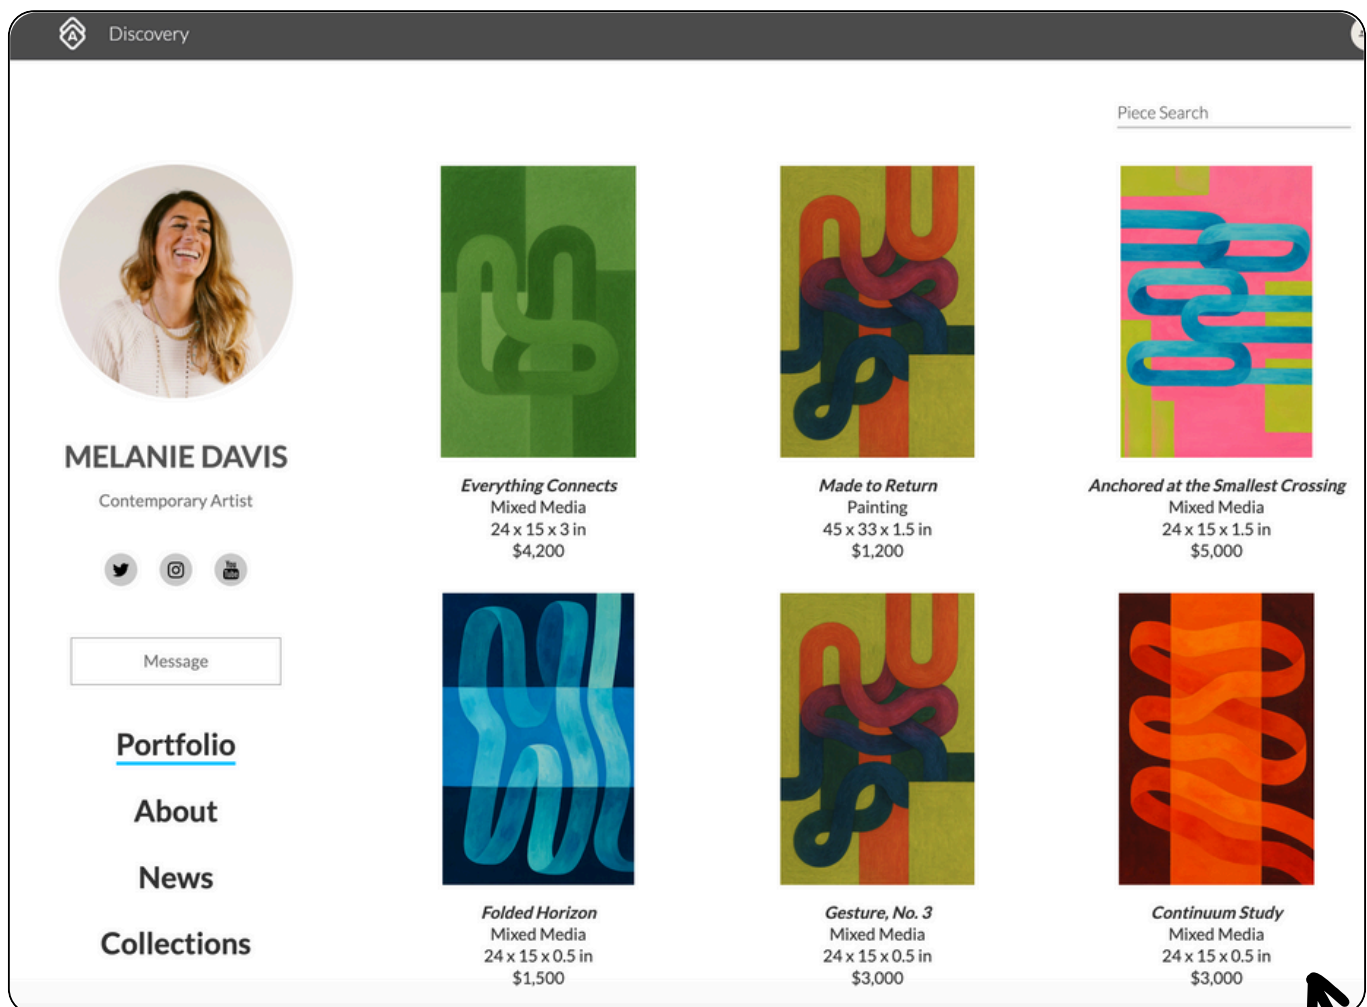 A
Discovery
Piece Search
MELANIE DAVIS
Contemporary Artist
You
Tube
Message
Portfolio
About
News
Collections
Everything Connects
Mixed Media
24 x 15 x 3 in
$4,200
Made to Return
Painting
45 x 33 x 1.5 in
$1,200
Anchored at the Smallest Crossing
Mixed Media
24 x 15 x 1.5 in
$5,000
Folded Horizon
Mixed Media
24 x 15 x 0.5 in
$1,500
Gesture, No. 3
Mixed Media
24 x 15 x 0.5 in
$3,000
Continuum Study
Mixed Media
24 x 15 x 0.5 in
$3,000